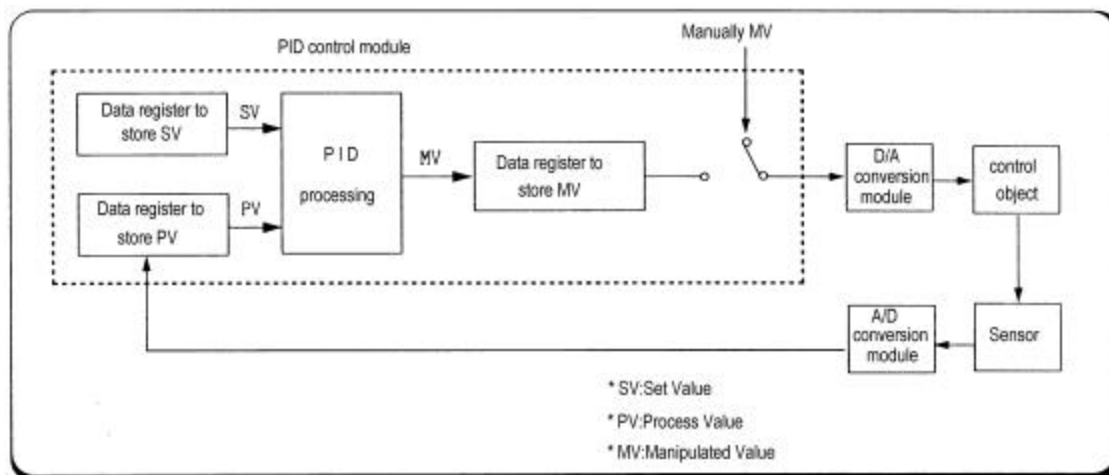 Manually MV
PID control module
Data register to
store SV
SV
PID
processing
MV
Data register to
store MV
D/A
conversion
module
control
object
Data register to
store PV
PV
A/D
conversion
module
Sensor
* SV:Set Value
* PV:Process Value
* MV:Manipulated Value